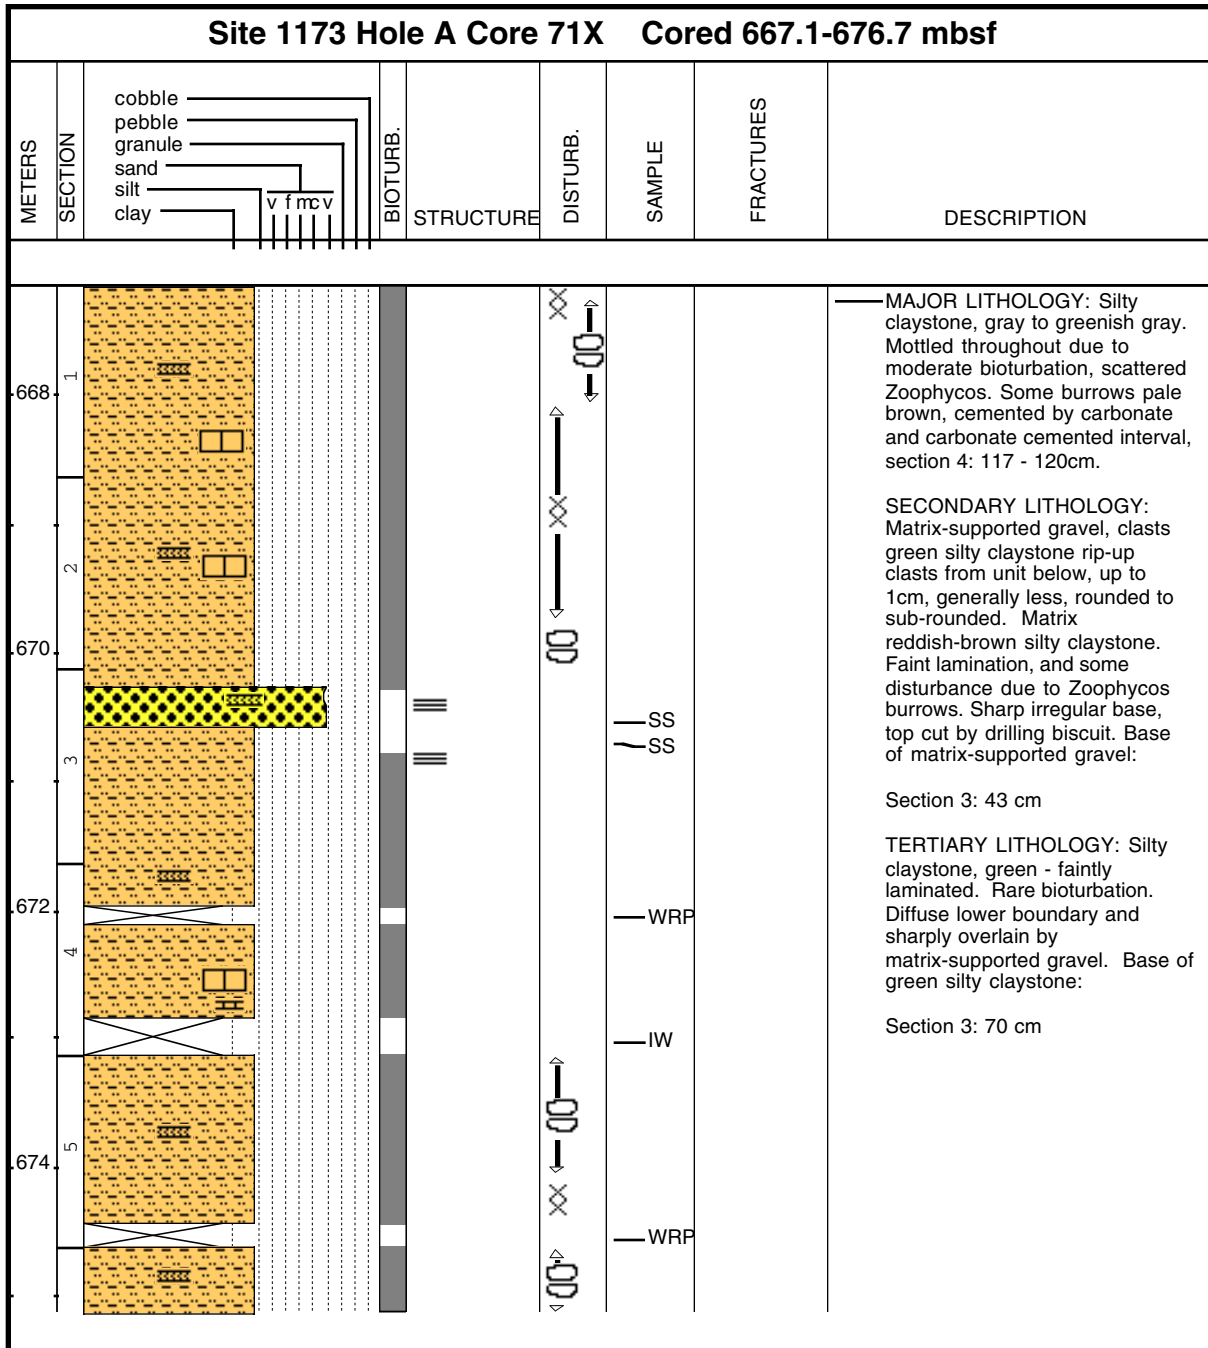 Site 1173 Hole A Core 71X Cored 667.1-676.7 mbsf
METERS
SECTION
cobble
pebble
granule
sand
silt
clay
v f m c v
BIOTURB.
STRUCTURE
DISTURB.
SAMPLE
FRACTURES
DESCRIPTION
668
670
672
674
1
2
3
4
5
SS
SS
WRP
IW
WRP
MAJOR LITHOLOGY: Silty
claystone, gray to greenish gray.
Mottled throughout due to
moderate bioturbation, scattered
Zoophycos. Some burrows pale
brown, cemented by carbonate
and carbonate cemented interval,
section 4: 117 - 120cm.
SECONDARY LITHOLOGY:
Matrix-supported gravel, clasts
green silty claystone rip-up
clasts from unit below, up to
1cm, generally less, rounded to
sub-rounded. Matrix
reddish-brown silty claystone.
Faint lamination, and some
disturbance due to Zoophycos
burrows. Sharp irregular base,
top cut by drilling biscuit. Base
of matrix-supported gravel:
Section 3: 43 cm
TERTIARY LITHOLOGY: Silty
claystone, green - faintly
laminated. Rare bioturbation.
Diffuse lower boundary and
sharply overlain by
matrix-supported gravel. Base of
green silty claystone:
Section 3: 70 cm